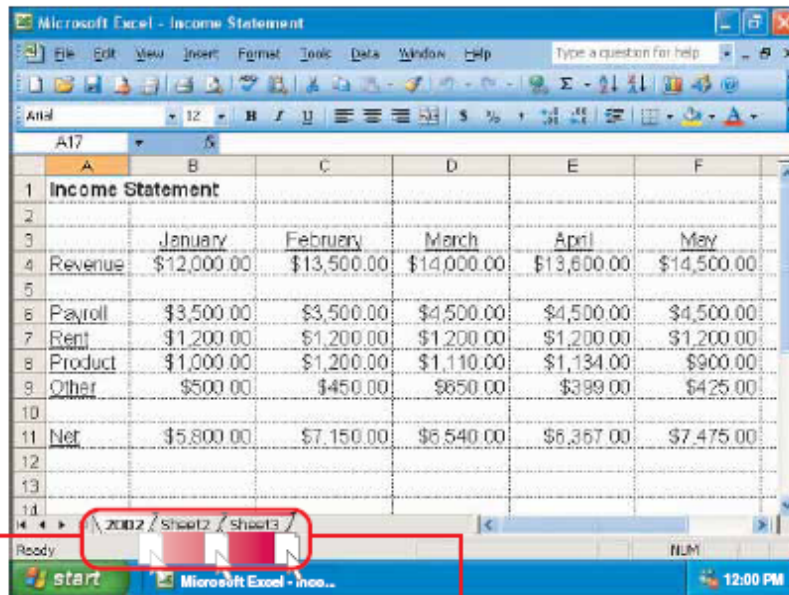 Microsoft Excel - Income Statement
File Edit View Insert Format Tools Data Window Help Type a question for help
Arial 12 B I U $ %
A17 fx
A B C D E F
1 Income Statement
2
3 January February March April May
4 Revenue $12,000.00 $13,500.00 $14,000.00 $13,600.00 $14,500.00
5
6 Payroll $3,500.00 $3,500.00 $4,500.00 $4,500.00 $4,500.00
7 Rent $1,200.00 $1,200.00 $1,200.00 $1,200.00 $1,200.00
8 Product $1,000.00 $1,200.00 $1,110.00 $1,134.00 $900.00
9 Other $500.00 $450.00 $650.00 $399.00 $425.00
10
11 Net $5,800.00 $7,150.00 $6,540.00 $6,367.00 $7,475.00
12
13
14
2002 Sheet2 Sheet3
Ready NUM
start Microsoft Excel - Inco... 12:00 PM